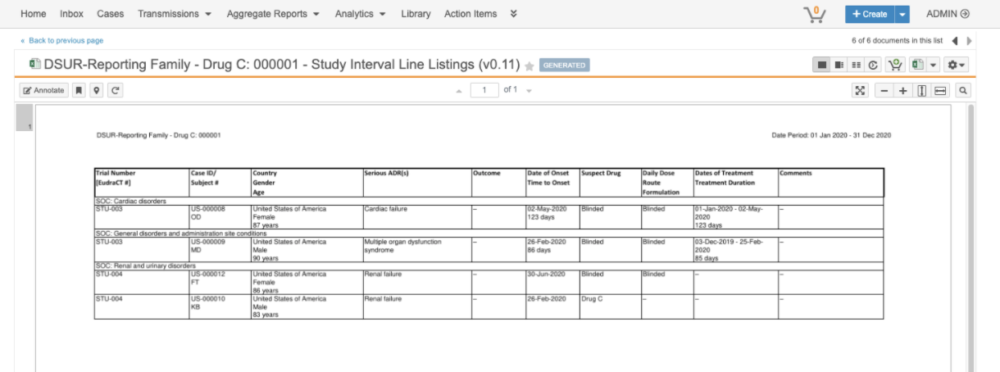 Home Inbox Cases Transmissions Aggregate Reports Analytics Library Action Items 0 + Create ADMIN
« Back to previous page 6 of 6 documents in this list
DSUR-Reporting Family - Drug C: 000001 - Study Interval Line Listings (v0.11) GENERATED
Annotate 1 of 1
1
DSUR-Reporting Family - Drug C: 000001 Date Period: 01 Jan 2020 - 31 Dec 2020
Trial Number Case ID/ Country Serious ADR(s) Outcome Date of Onset Suspect Drug Daily Dose Dates of Treatment Comments
[EudraCT #] Subject # Gender Time to Onset Route Treatment Duration
Age Formulation
SOC: Cardiac disorders
STU-003 US-000008 United States of America Cardiac failure – 02-May-2020 Blinded Blinded 01-Jan-2020 - 02-May- –
OD Female 123 days 2020
87 years 123 days
SOC: General disorders and administration site conditions
STU-003 US-000009 United States of America Multiple organ dysfunction – 26-Feb-2020 Blinded Blinded 03-Dec-2019 - 25-Feb- –
MD Male syndrome 86 days 2020
90 years 85 days
SOC: Renal and urinary disorders
STU-004 US-000012 United States of America Renal failure – 30-Jun-2020 Blinded Blinded – –
FT Female
86 years
STU-004 US-000010 United States of America Renal failure – 26-Feb-2020 Drug C – – –
KB Male
83 years